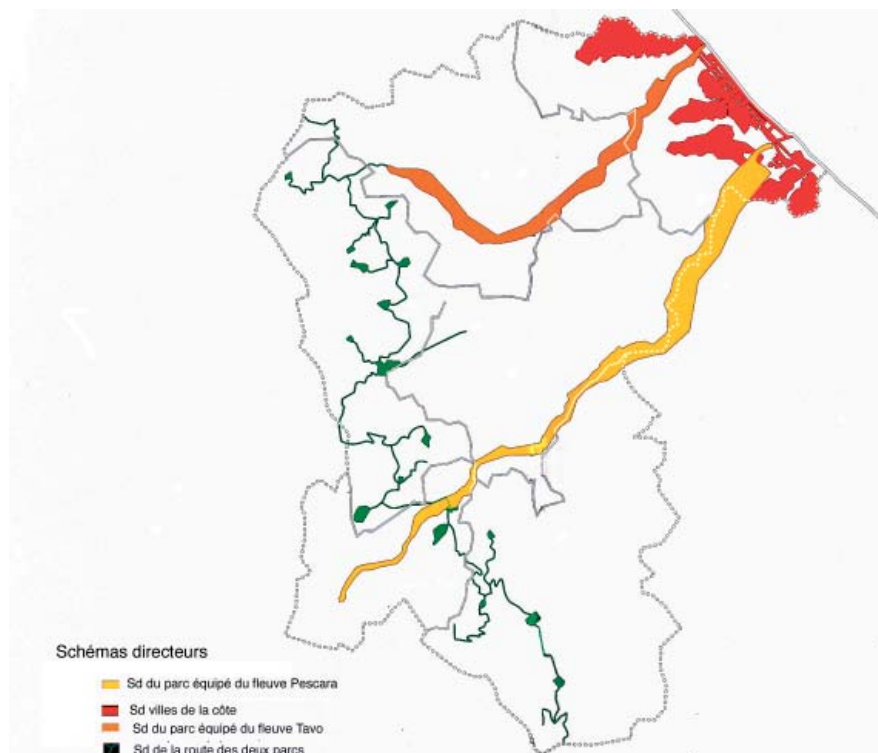 Schémas directeurs
Sd du parc équipé du fleuve Pescara
Sd villes de la côte
Sd du parc équipé du fleuve Tavo
Sd de la route des deux parcs